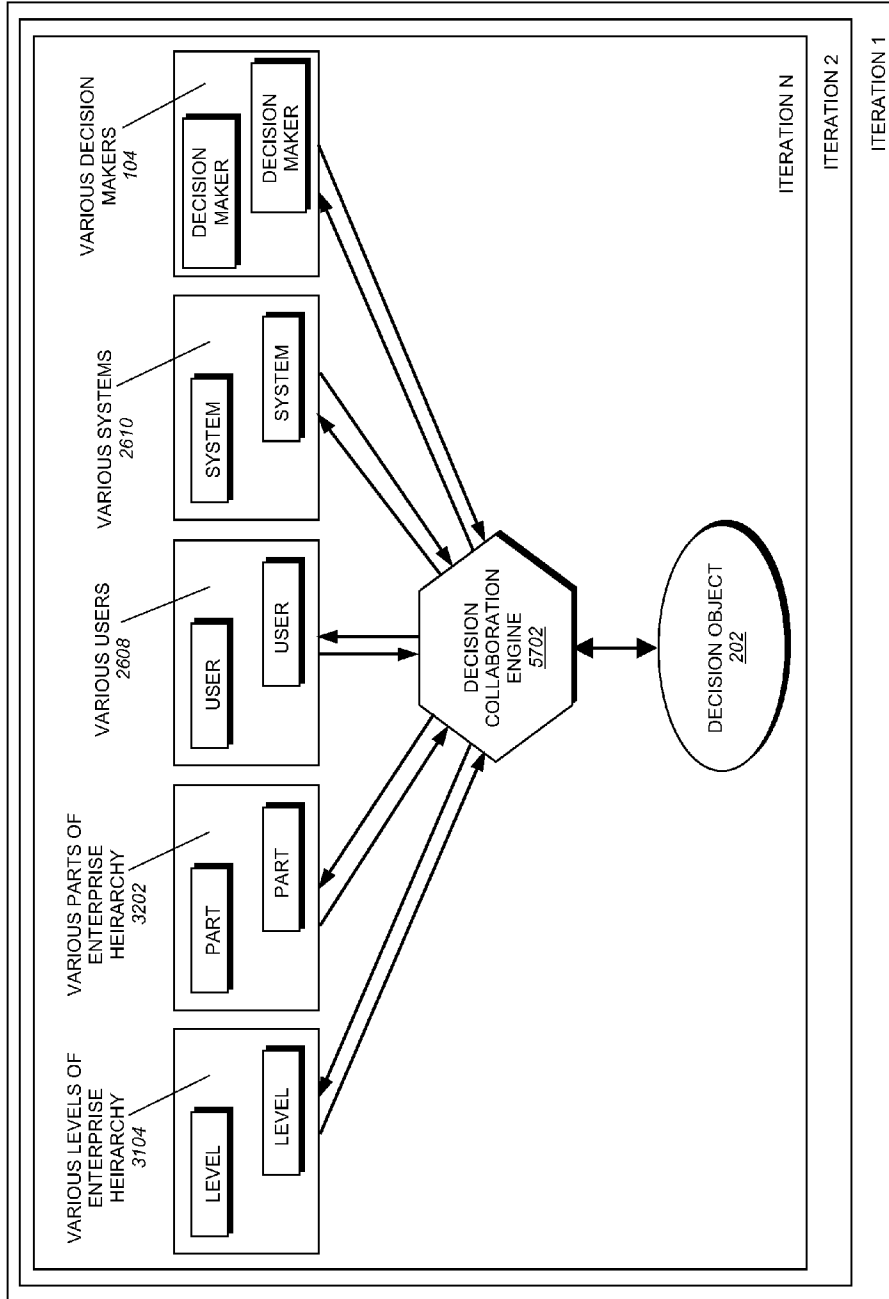 VARIOUS LEVELS OF
ENTERPRISE
HEIRARCHY
3104
LEVEL
LEVEL
VARIOUS PARTS OF
ENTERPRISE
HEIRARCHY
3202
PART
PART
VARIOUS USERS
2608
USER
USER
VARIOUS SYSTEMS
2610
SYSTEM
SYSTEM
VARIOUS DECISION
MAKERS
104
DECISION
MAKER
DECISION
MAKER
DECISION
COLLABORATION
ENGINE
5702
DECISION OBJECT
202
ITERATION N
ITERATION 2
ITERATION 1